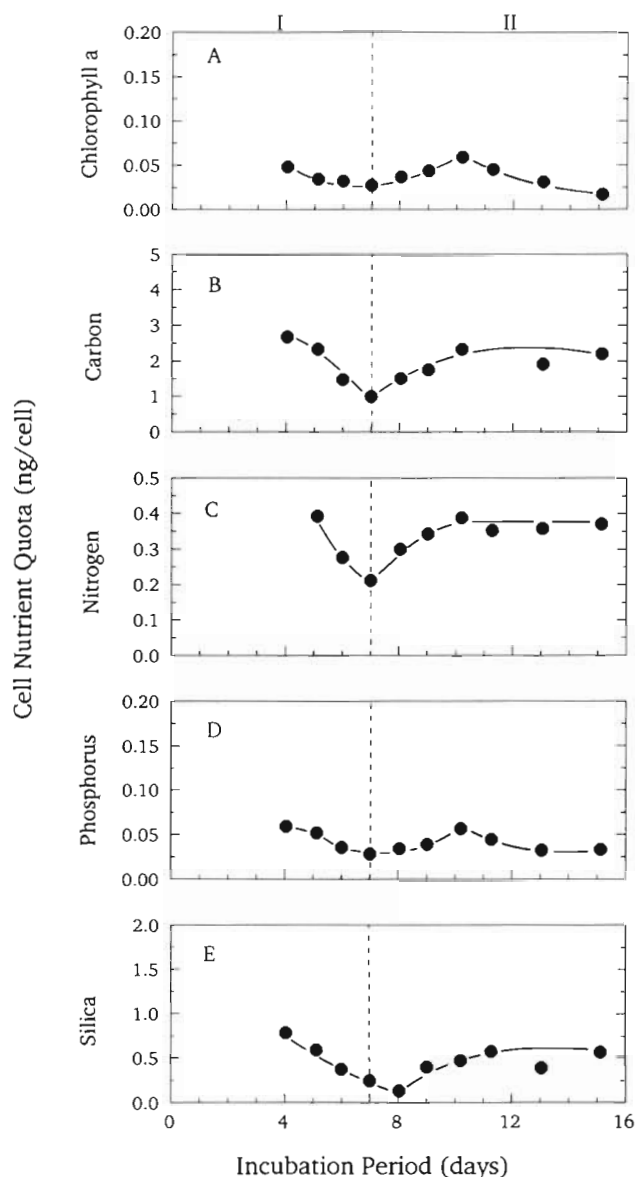 I II
A
Chlorophyll a
0.20
0.15
0.10
0.05
0.00
B
Carbon
5
4
3
2
1
0
C
Nitrogen
0.5
0.4
0.3
0.2
0.1
0.0
D
Phosphorus
0.20
0.15
0.10
0.05
0.00
E
Silica
2.0
1.5
1.0
0.5
0.0
0 4 8 12 16
Cell Nutrient Quota (ng/cell)
Incubation Period (days)